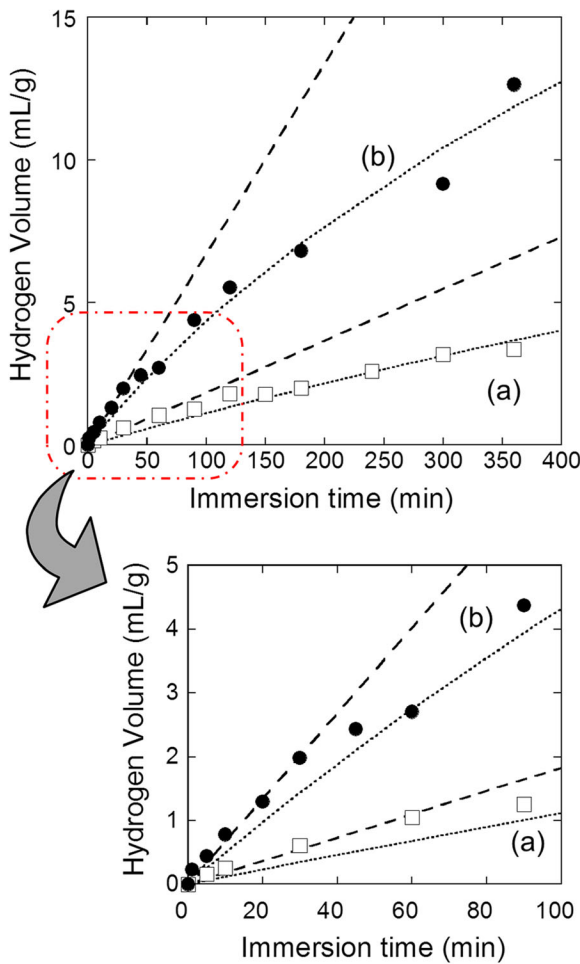 15
10
5
0
Hydrogen Volume (mL/g)
(b)
(a)
0 50 100 150 200 250 300 350 400
Immersion time (min)
5
4
3
2
1
0
Hydrogen Volume (mL/g)
(b)
(a)
0 20 40 60 80 100
Immersion time (min)